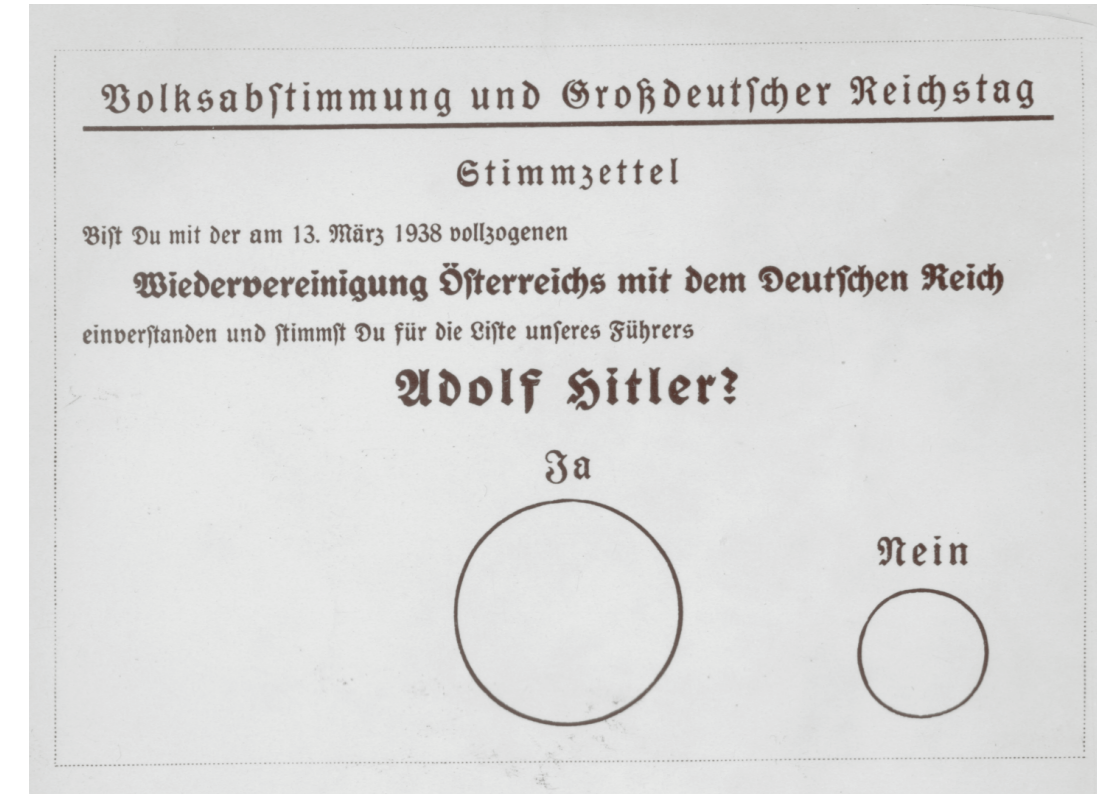 Volksabstimmung und Großdeutscher Reichstag
Stimmzettel
Bist Du mit der am 13. März 1938 vollzogenen
Wiedervereinigung Österreichs mit dem Deutschen Reich
einverstanden und stimmst Du für die Liste unseres Führers
Adolf Hitler?
Ja
Nein